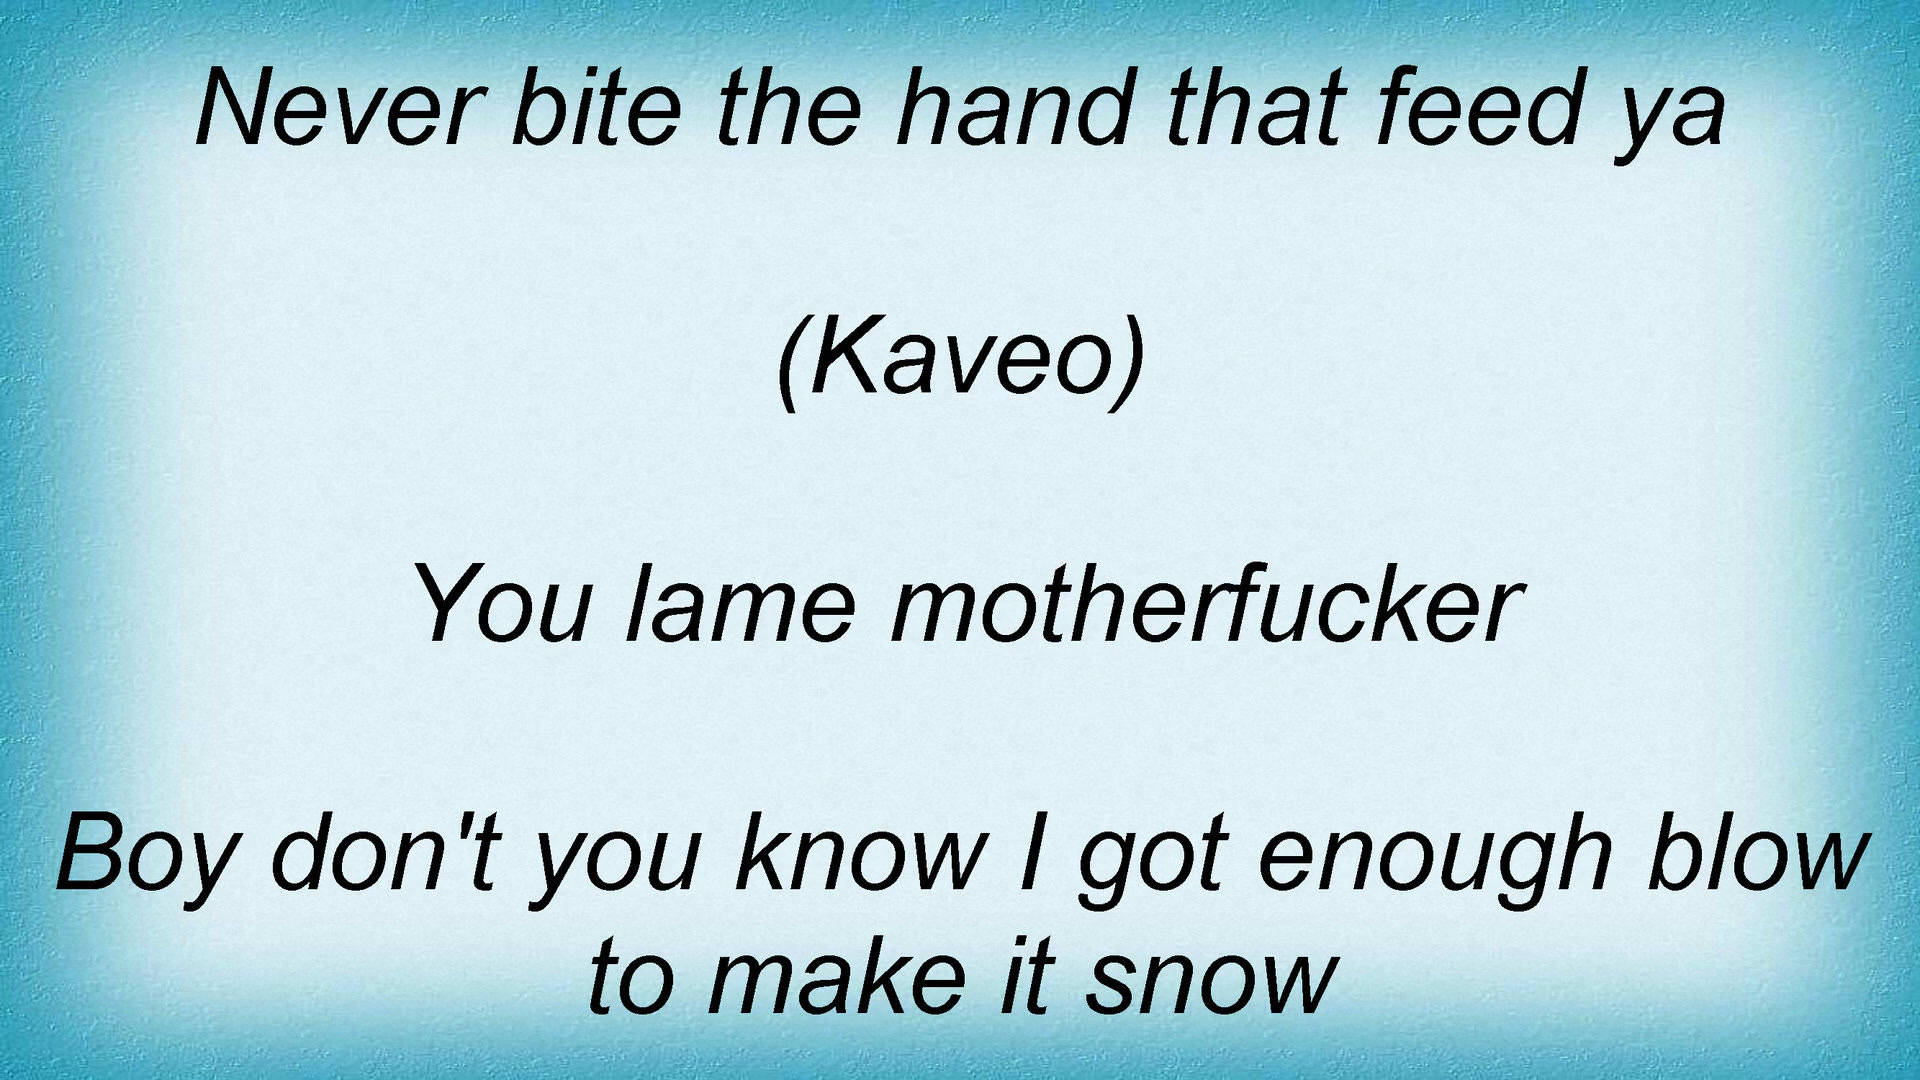 Never bite the hand that feed ya
(Kaveo)
You lame motherfucker
Boy don't you know I got enough blow
to make it snow